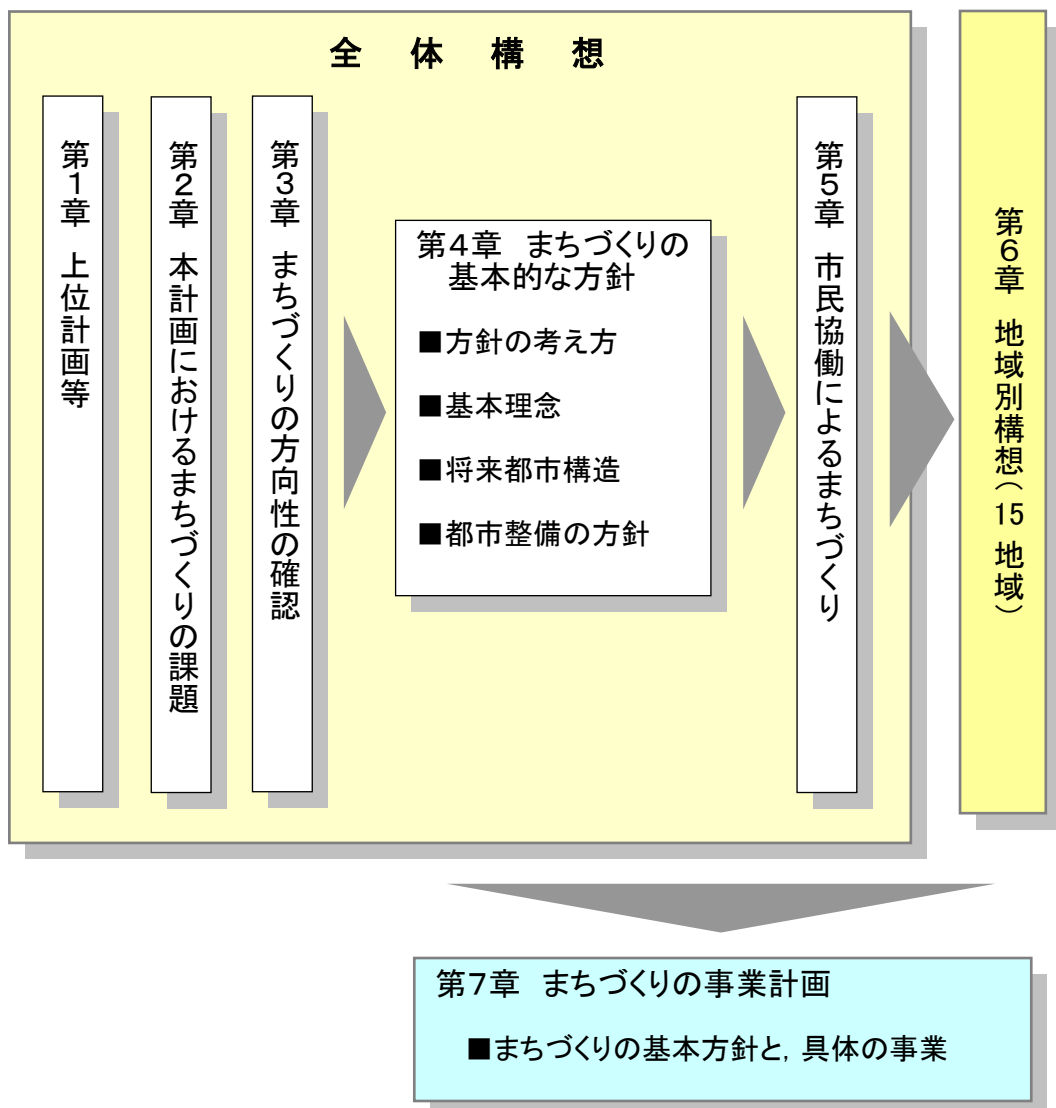 全体構想
第1章 上位計画等
第2章 本計画におけるまちづくりの課題
第3章 まちづくりの方向性の確認
第4章 まちづくりの
基本的な方針
■方針の考え方
■基本理念
■将来都市構造
■都市整備の方針
第5章 市民協働によるまちづくり
第6章 地域別構想(15地域)
第7章 まちづくりの事業計画
■まちづくりの基本方針と,具体の事業